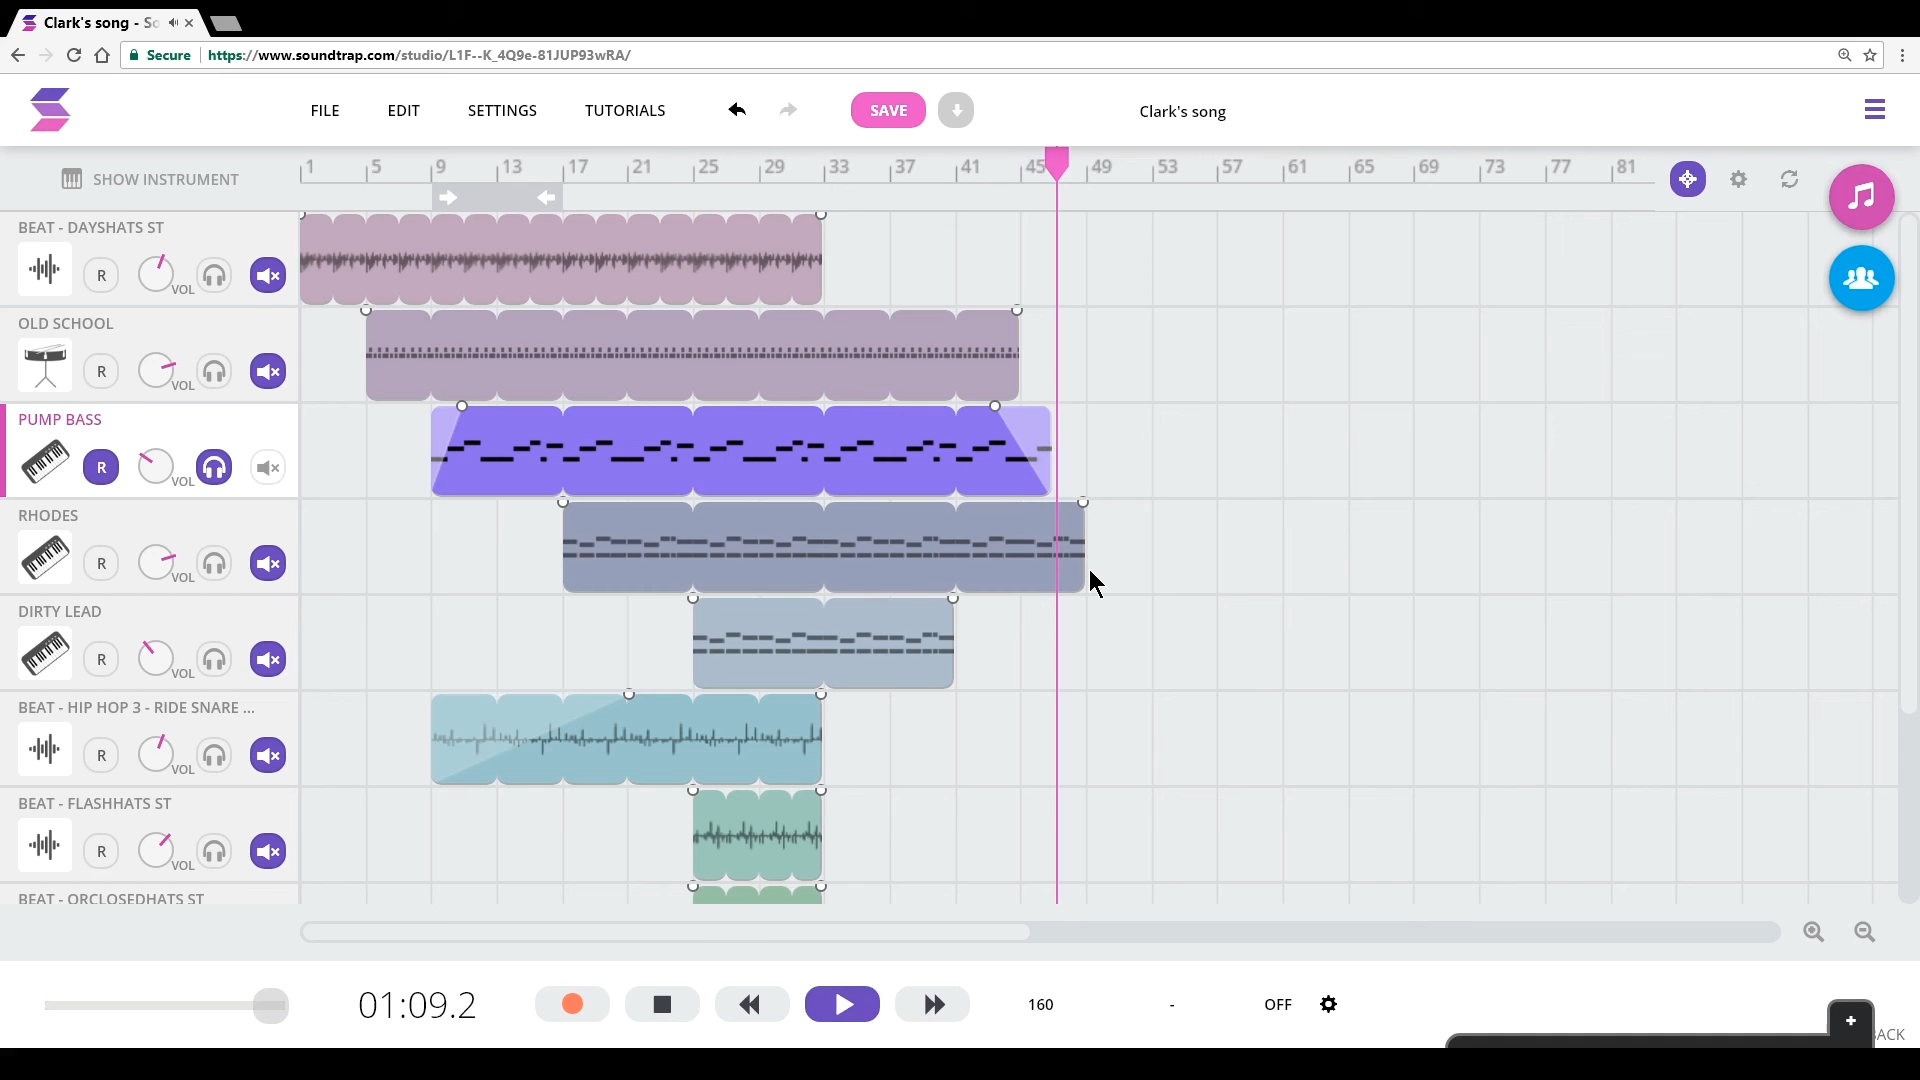 Clark's song - So
Secure https://www.soundtrap.com/studio/L1F--K_4Q9e-81JUP93wRA/
FILE EDIT SETTINGS TUTORIALS SAVE Clark's song
SHOW INSTRUMENT 1 5 9 13 17 21 25 29 33 37 41 45 49 53 57 61 65 69 73 77 81
BEAT - DAYSHATS ST
R VOL
OLD SCHOOL
R VOL
PUMP BASS
R VOL
RHODES
R VOL
DIRTY LEAD
R VOL
BEAT - HIP HOP 3 - RIDE SNARE ...
R VOL
BEAT - FLASHHATS ST
R VOL
BEAT - ORCLOSEDHATS ST
01:09.2 160 - OFF
+
ACK